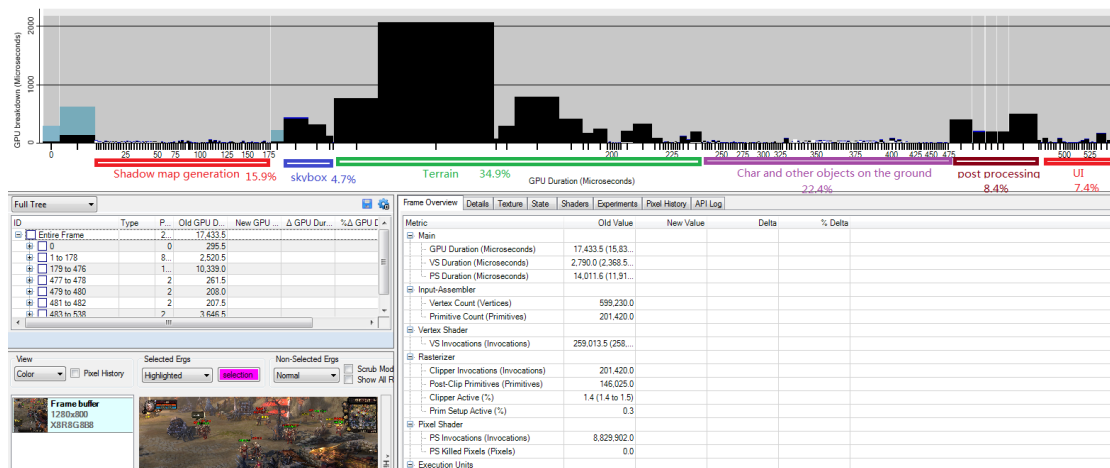 GPU breakdown (Microseconds)
2000
1000
0
0 25 50 75 100 125 150 175 200 225 250 275 300 325 350 375 400 425 450 475 500 525
Shadow map generation 15.9%
skybox 4.7%
Terrain 34.9%
GPU Duration (Microseconds)
Char and other objects on the ground
22.4%
post processing
8.4%
UI
7.4%
Full Tree
ID Type P... Old GPU D... New GPU ... Δ GPU Dur... %Δ GPU D
Entire Frame 2... 17,433.5
0 0 295.5
1 to 178 8... 2,520.5
179 to 476 1... 10,339.0
477 to 478 2 261.5
479 to 480 2 208.0
481 to 482 2 207.5
483 to 538 2 3,646.5
View
Color
Pixel History
Selected Ergs
Highlighted
selection
Non-Selected Ergs
Normal
Scrub Mod
Show All R
Frame buffer
1280x800
X8R8G8B8
Frame Overview Details Texture State Shaders Experiments Pixel History API Log
Metric Old Value New Value Delta % Delta
Main
GPU Duration (Microseconds) 17,433.5 (15,83...
VS Duration (Microseconds) 2,790.0 (2,368.5...
PS Duration (Microseconds) 14,011.6 (11,91...
Input-Assembler
Vertex Count (Vertices) 599,230.0
Primitive Count (Primitives) 201,420.0
Vertex Shader
VS Invocations (Invocations) 259,013.5 (258,...
Rasterizer
Clipper Invocations (Invocations) 201,420.0
Post-Clip Primitives (Primitives) 146,025.0
Clipper Active (%) 1.4 (1.4 to 1.5)
Prim Setup Active (%) 0.3
Pixel Shader
PS Invocations (Invocations) 8,829,902.0
PS Killed Pixels (Pixels) 0.0
Execution Units